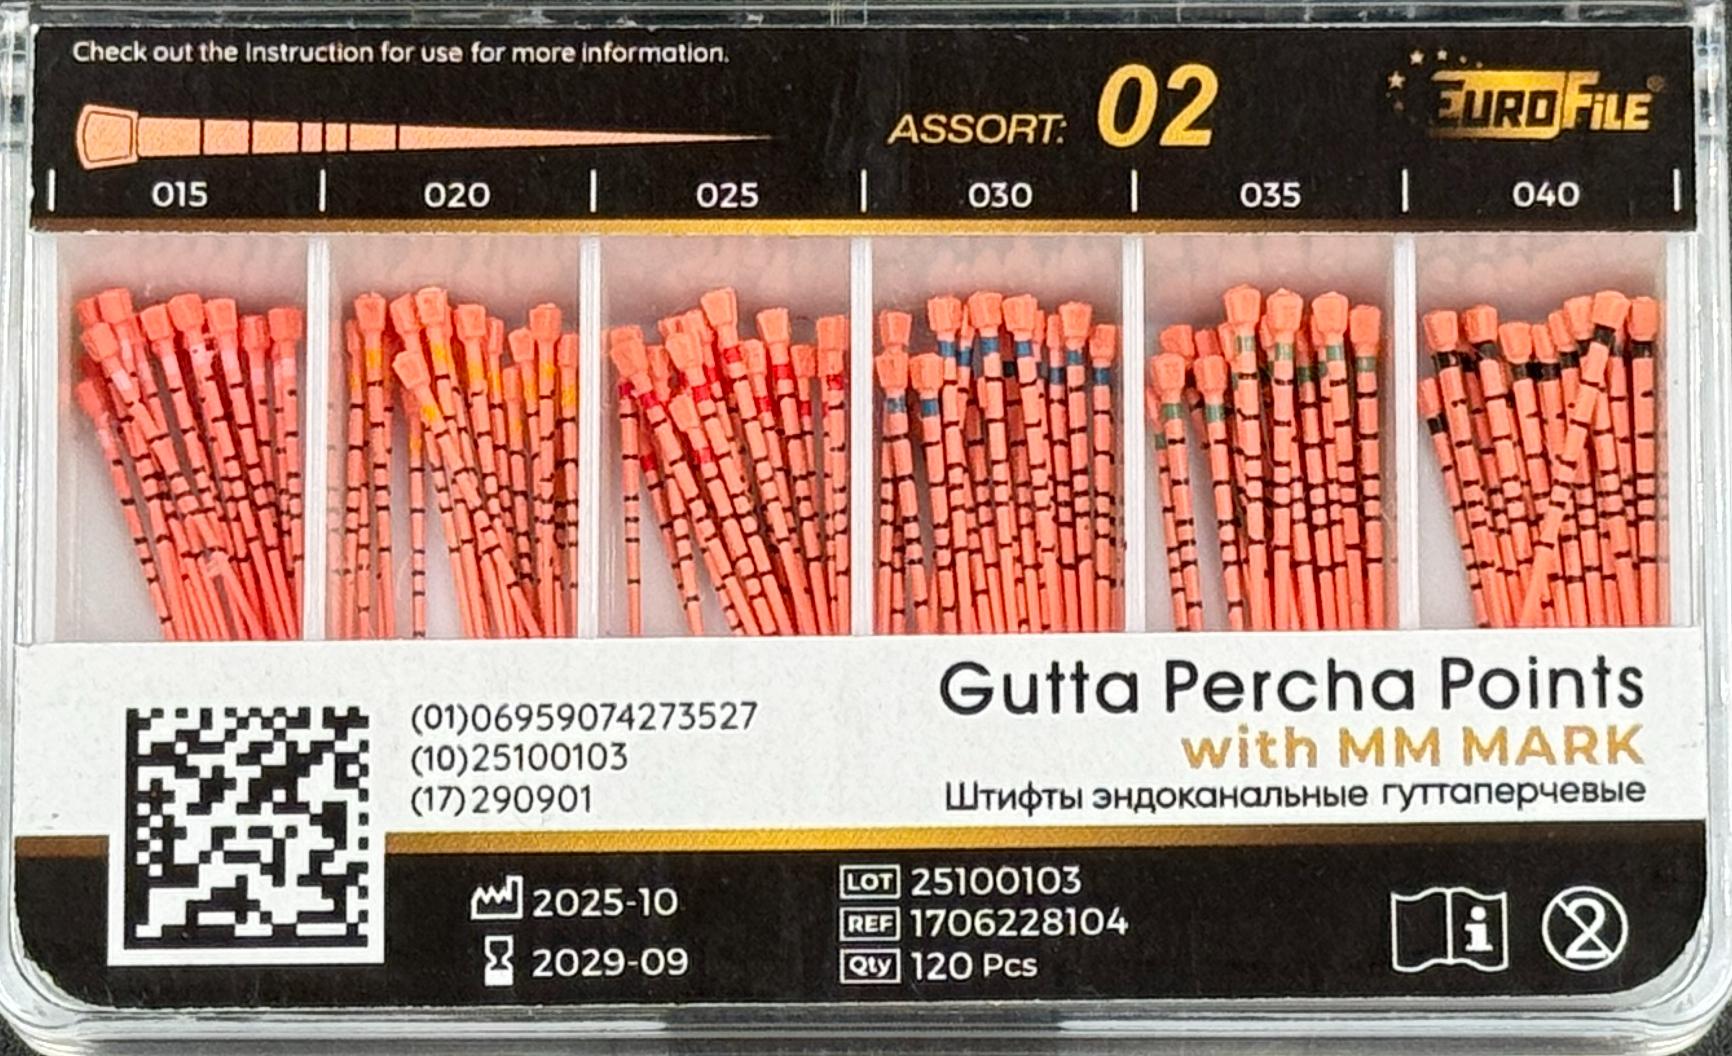 Check out the Instruction for use for more information.
ASSORT: 02
EUROFiLE®
015 020 025 030 035 040
Gutta Percha Points
with MM MARK
Штифты эндоканальные гуттаперчевые
(01)06959074273527
(10)25100103
(17)290901
2025-10
2029-09
LOT 25100103
REF 1706228104
Qty 120 Pcs
i
2